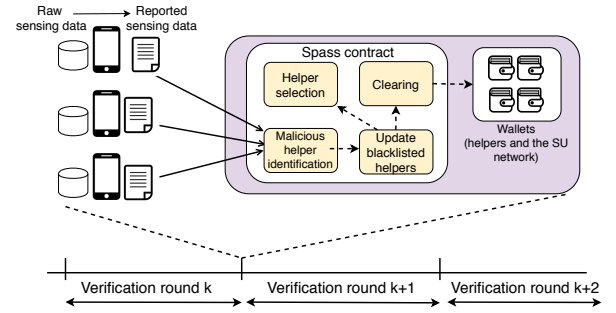 Raw
sensing data
Reported
sensing data
Spass contract
Helper
selection
Clearing
Malicious
helper
identification
Update
blacklisted
helpers
Wallets
(helpers and the SU
network)
Verification round k
Verification round k+1
Verification round k+2